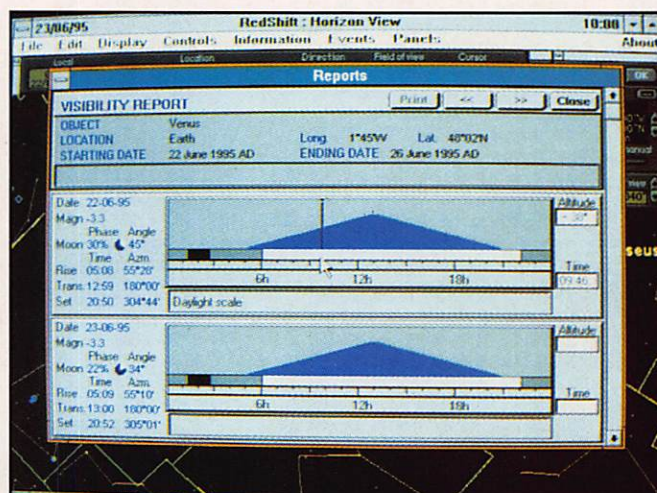 23/06/95 RedShift : Horizon View 10:00
File Edit Display Controls Information Events Panels About
Local Location Direction Field of view Cursor
Reports OK
VISIBILITY REPORT Print << >> Close
OBJECT Venus
LOCATION Earth Long. 1°45'W Lat. 48°02'N
STARTING DATE 22 June 1995 AD ENDING DATE 26 June 1995 AD
manual
Date 22-06-95 Altitude
Magn -3.3
Phase Angle
Moon 30% 45°
Time Azm.
Rise 05:08 55°28'
6h 12h 18h Time
Trans. 12:59 180°00' 09:46
Set 20:50 304°44' Daylight scale
seus
Date 23-06-95 Altitude
Magn -3.3
Phase Angle
Moon 22% 34°
Time Azm.
Rise 05:09 55°10' Time
Trans. 13:00 180°00' 6h 12h 18h
Set 20:52 305°01'